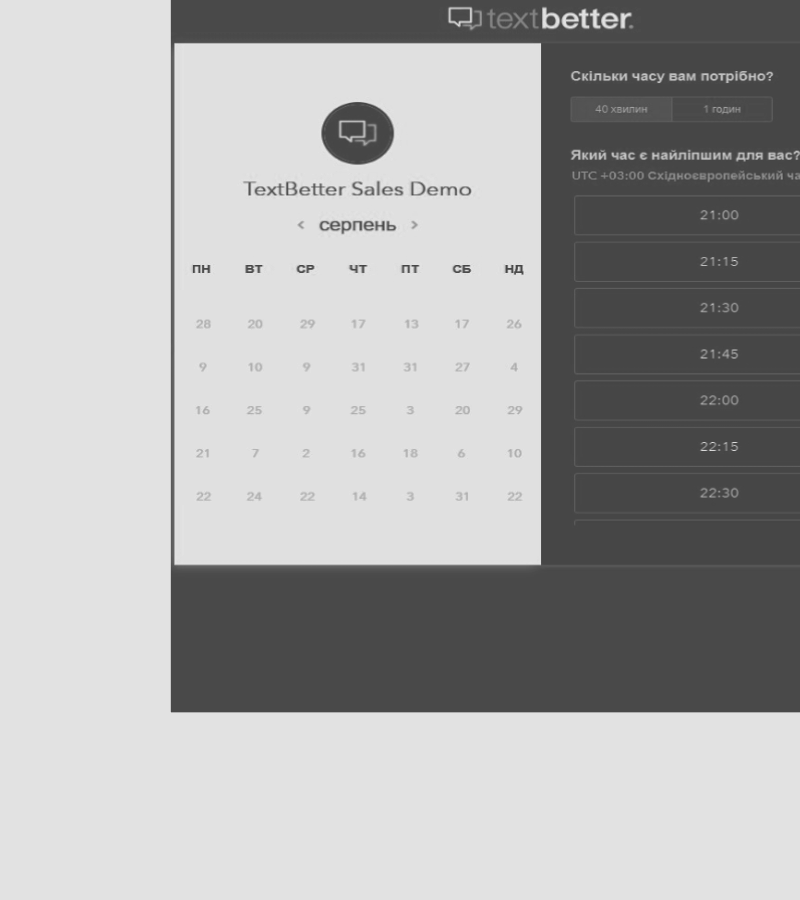 textbetter.
TextBetter Sales Demo
< серпень >
ПН ВТ СР ЧТ ПТ СБ НД
28 20 29 17 13 17 26
9 10 9 31 31 27 4
16 25 9 25 3 20 29
21 7 2 16 18 6 10
22 24 22 14 3 31 22
Скільки часу вам потрібно?
40 хвилин 1 годин
Який час є найліпшим для вас?
UTC +03:00 Східноєвропейський ча
21:00
21:15
21:30
21:45
22:00
22:15
22:30